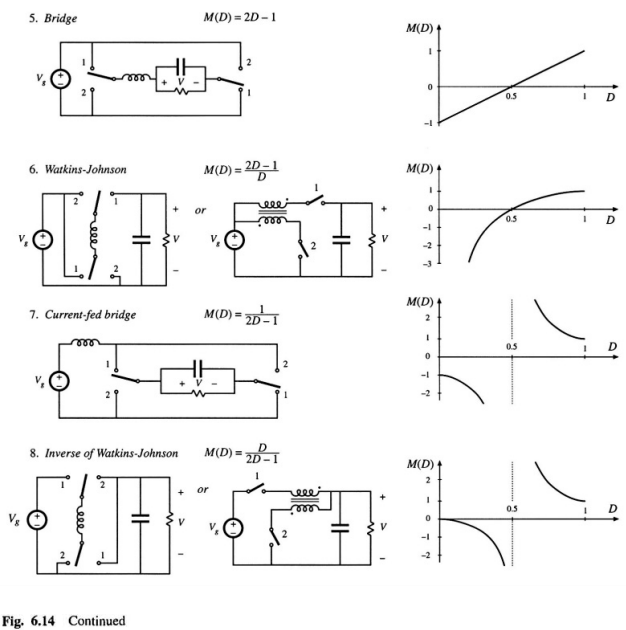 5. Bridge
M(D) = 2D − 1
M(D)
1
0
−1
0.5
1
D
1
2
2
1
V_g
+
−
+ V −
6. Watkins-Johnson
M(D) = (2D − 1)/D
M(D)
1
0
−1
−2
−3
0.5
1
D
2
1
1
2
V_g
+
−
+
V
−
or
1
2
V_g
+
−
+
V
−
7. Current-fed bridge
M(D) = 1/(2D − 1)
M(D)
2
1
0
−1
−2
0.5
1
D
1
2
2
1
V_g
+
−
+ V −
8. Inverse of Watkins-Johnson
M(D) = D/(2D − 1)
M(D)
2
1
0
−1
−2
0.5
1
D
1
2
2
1
V_g
+
−
+
V
−
or
1
2
V_g
+
−
+
V
−
Fig. 6.14 Continued